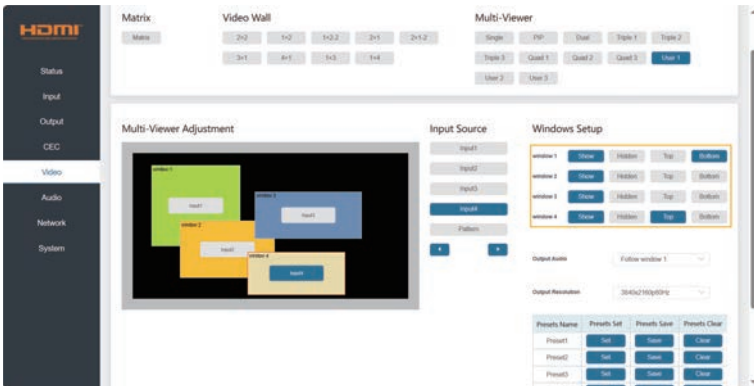 HDMI
Status
Input
Output
CEC
Video
Audio
Network
System
Matrix
Matrix
Video Wall
2×2 1×2 1×2-2 2×1 2×1-2
3×1 4×1 1×3 1×4
Multi-Viewer
Single PIP Dual Triple 1 Triple 2
Triple 3 Quad 1 Quad 2 Quad 3 User 1
User 2 User 3
Multi-Viewer Adjustment
window 1
Input1
window 2
Input2
window 3
Input3
window 4
Input4
Input Source
Input1
Input2
Input3
Input4
Pattern
Windows Setup
window 1 Show Hidden Top Bottom
window 2 Show Hidden Top Bottom
window 3 Show Hidden Top Bottom
window 4 Show Hidden Top Bottom
Output Audio Follow window 1
Output Resolution 3840x2160p60Hz
Presets Name Presets Set Presets Save Presets Clear
Preset1 Set Save Clear
Preset2 Set Save Clear
Preset3 Set Save Clear